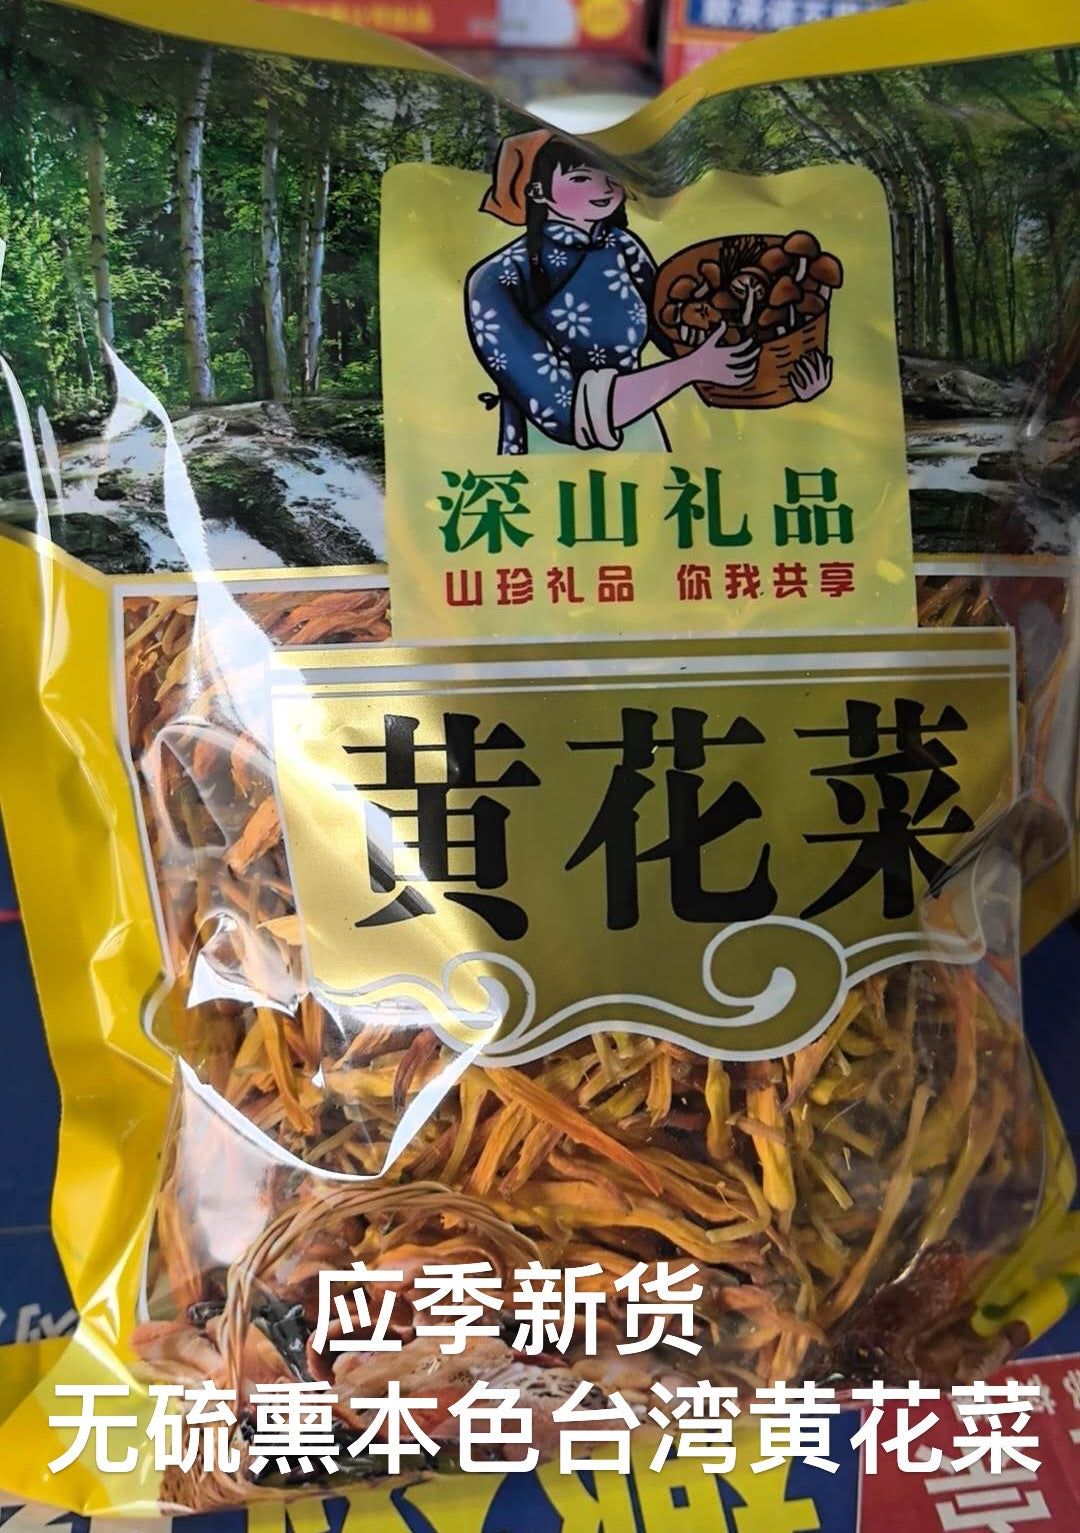 深山礼品
山珍礼品 你我共享
黄花菜
应季新货
无硫熏本色台湾黄花菜